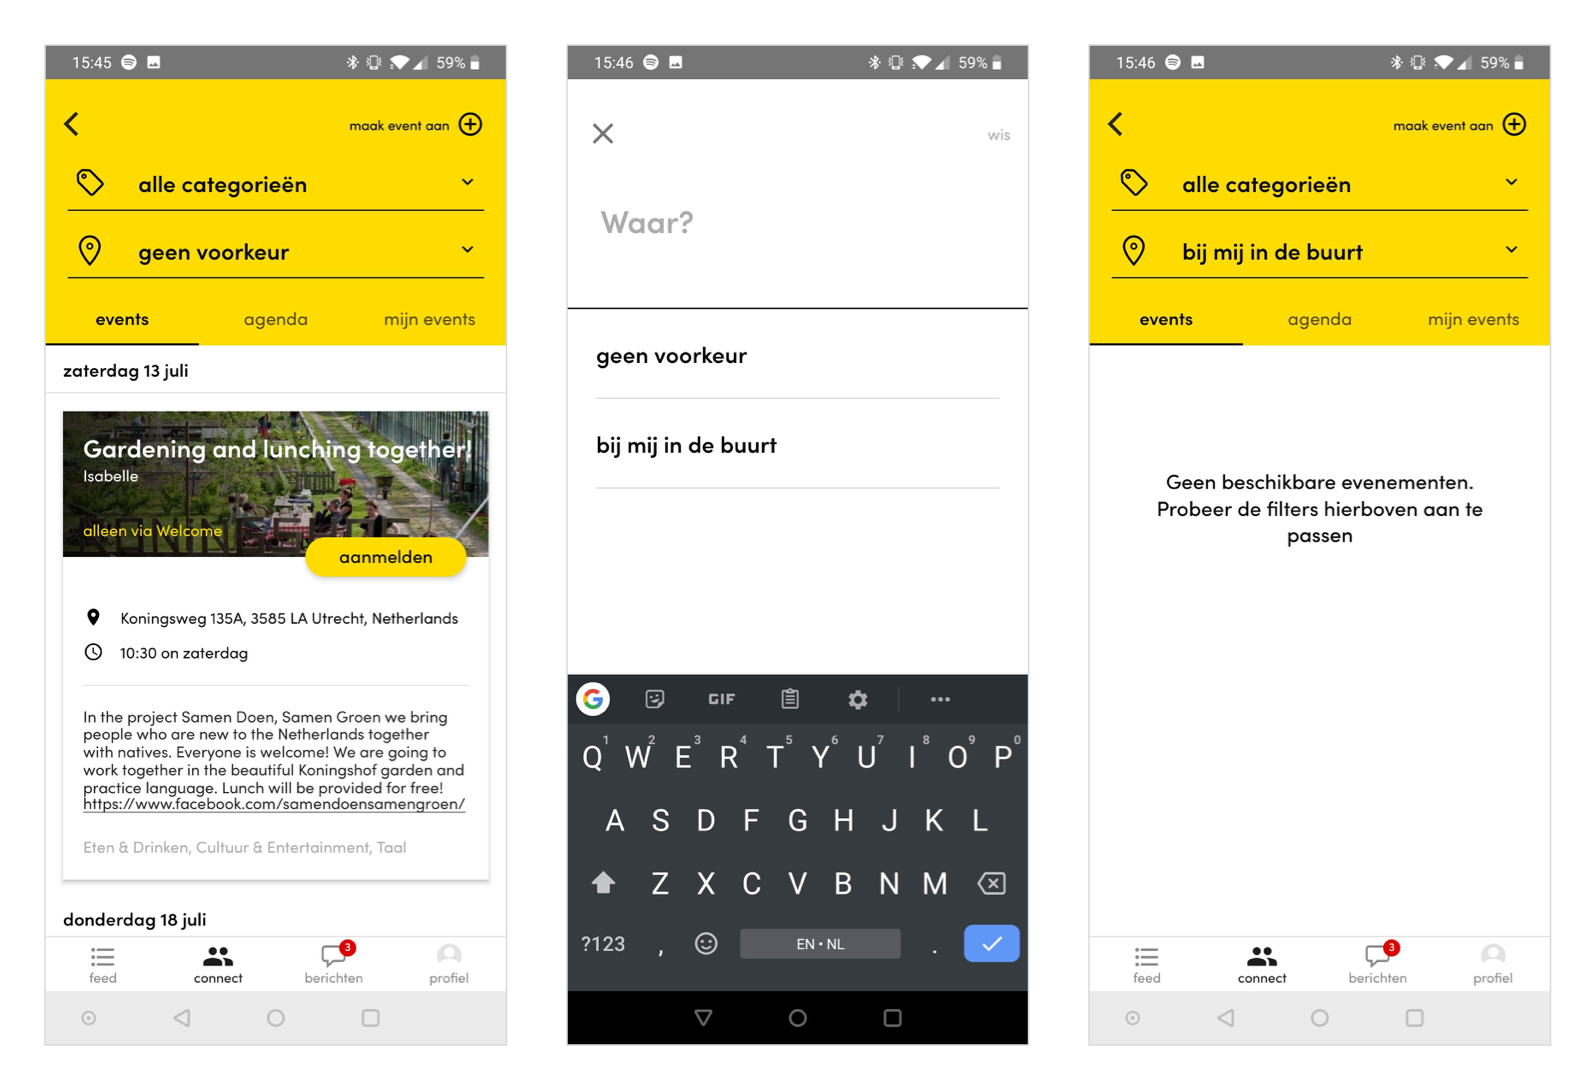 15:45
59%
maak event aan
alle categorieën
geen voorkeur
events agenda mijn events
zaterdag 13 juli
Gardening and lunching together!
Isabelle
alleen via Welcome
aanmelden
Koningsweg 135A, 3585 LA Utrecht, Netherlands
10:30 on zaterdag
In the project Samen Doen, Samen Groen we bring
people who are new to the Netherlands together
with natives. Everyone is welcome! We are going to
work together in the beautiful Koningshof garden and
practice language. Lunch will be provided for free!
https://www.facebook.com/samendoensamengroen/
Eten & Drinken, Cultuur & Entertainment, Taal
donderdag 18 juli
3
feed connect berichten profiel
15:46
59%
wis
Waar?
geen voorkeur
bij mij in de buurt
G GIF
1 2 3 4 5 6 7 8 9 0
Q W E R T Y U I O P
A S D F G H J K L
Z X C V B N M
?123 , EN • NL .
15:46
59%
maak event aan
alle categorieën
bij mij in de buurt
events agenda mijn events
Geen beschikbare evenementen.
Probeer de filters hierboven aan te
passen
3
feed connect berichten profiel